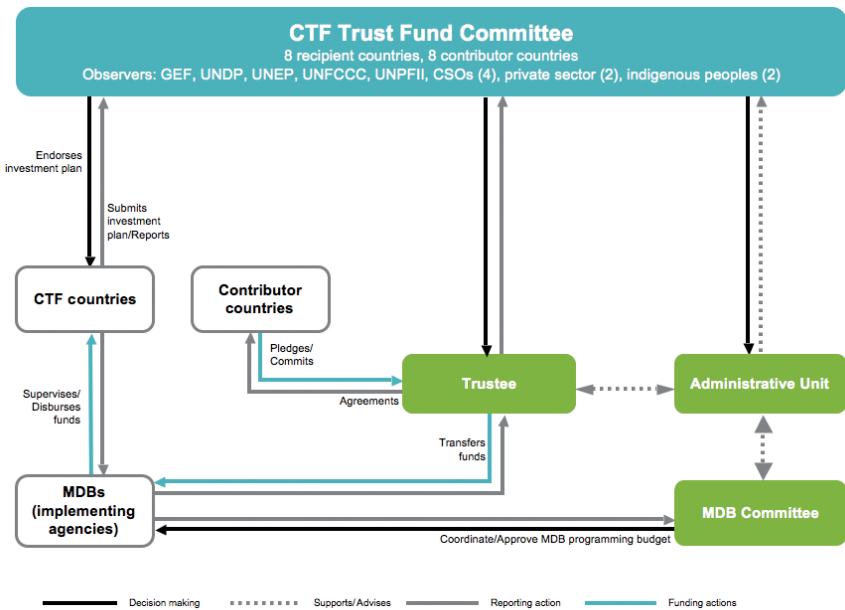 CTF Trust Fund Committee
8 recipient countries, 8 contributor countries
Observers: GEF, UNDP, UNEP, UNFCCC, UNPFII, CSOs (4), private sector (2), indigenous peoples (2)
Endorses
investment plan
Submits
investment
plan/Reports
CTF countries
Contributor
countries
Pledges/
Commits
Agreements
Trustee
Administrative Unit
Supervises/
Disburses
funds
Transfers
funds
MDBs
(implementing
agencies)
MDB Committee
Coordinate/Approve MDB programming budget
Decision making
Supports/Advises
Reporting action
Funding actions